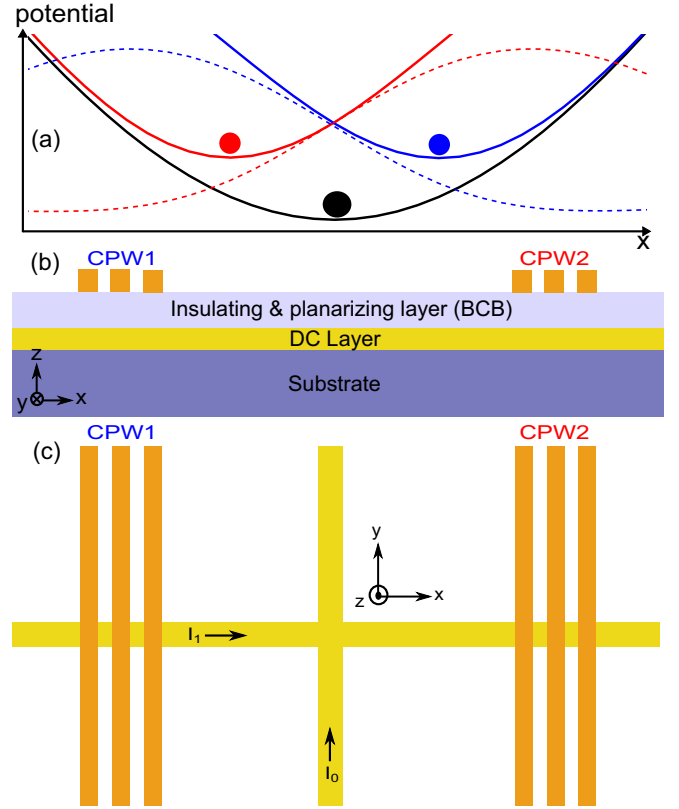 potential
(a)
x
(b)
CPW1
CPW2
Insulating & planarizing layer (BCB)
DC Layer
Substrate
z
y
x
CPW1
CPW2
(c)
y
z
x
I₁
I₀